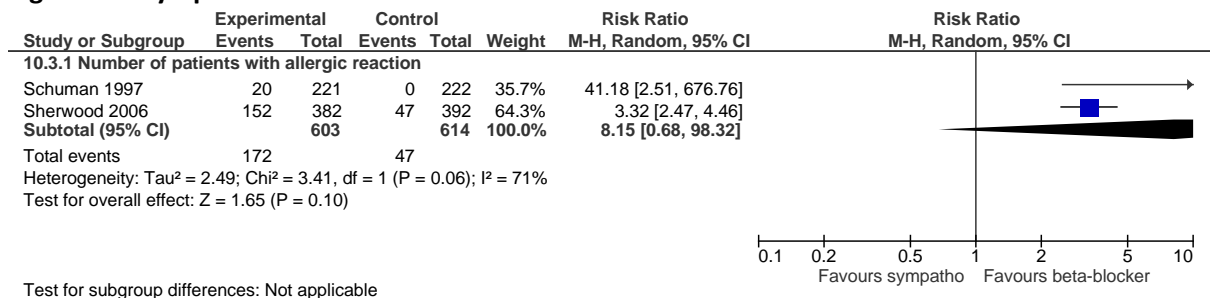 Experimental Control Risk Ratio Risk Ratio
Study or Subgroup Events Total Events Total Weight M-H, Random, 95% CI M-H, Random, 95% CI
10.3.1 Number of patients with allergic reaction
Schuman 1997 20 221 0 222 35.7% 41.18 [2.51, 676.76]
Sherwood 2006 152 382 47 392 64.3% 3.32 [2.47, 4.46]
Subtotal (95% CI) 603 614 100.0% 8.15 [0.68, 98.32]
Total events 172 47
Heterogeneity: Tau² = 2.49; Chi² = 3.41, df = 1 (P = 0.06); I² = 71%
Test for overall effect: Z = 1.65 (P = 0.10)
0.1 0.2 0.5 1 2 5 10
Favours sympatho Favours beta-blocker
Test for subgroup differences: Not applicable